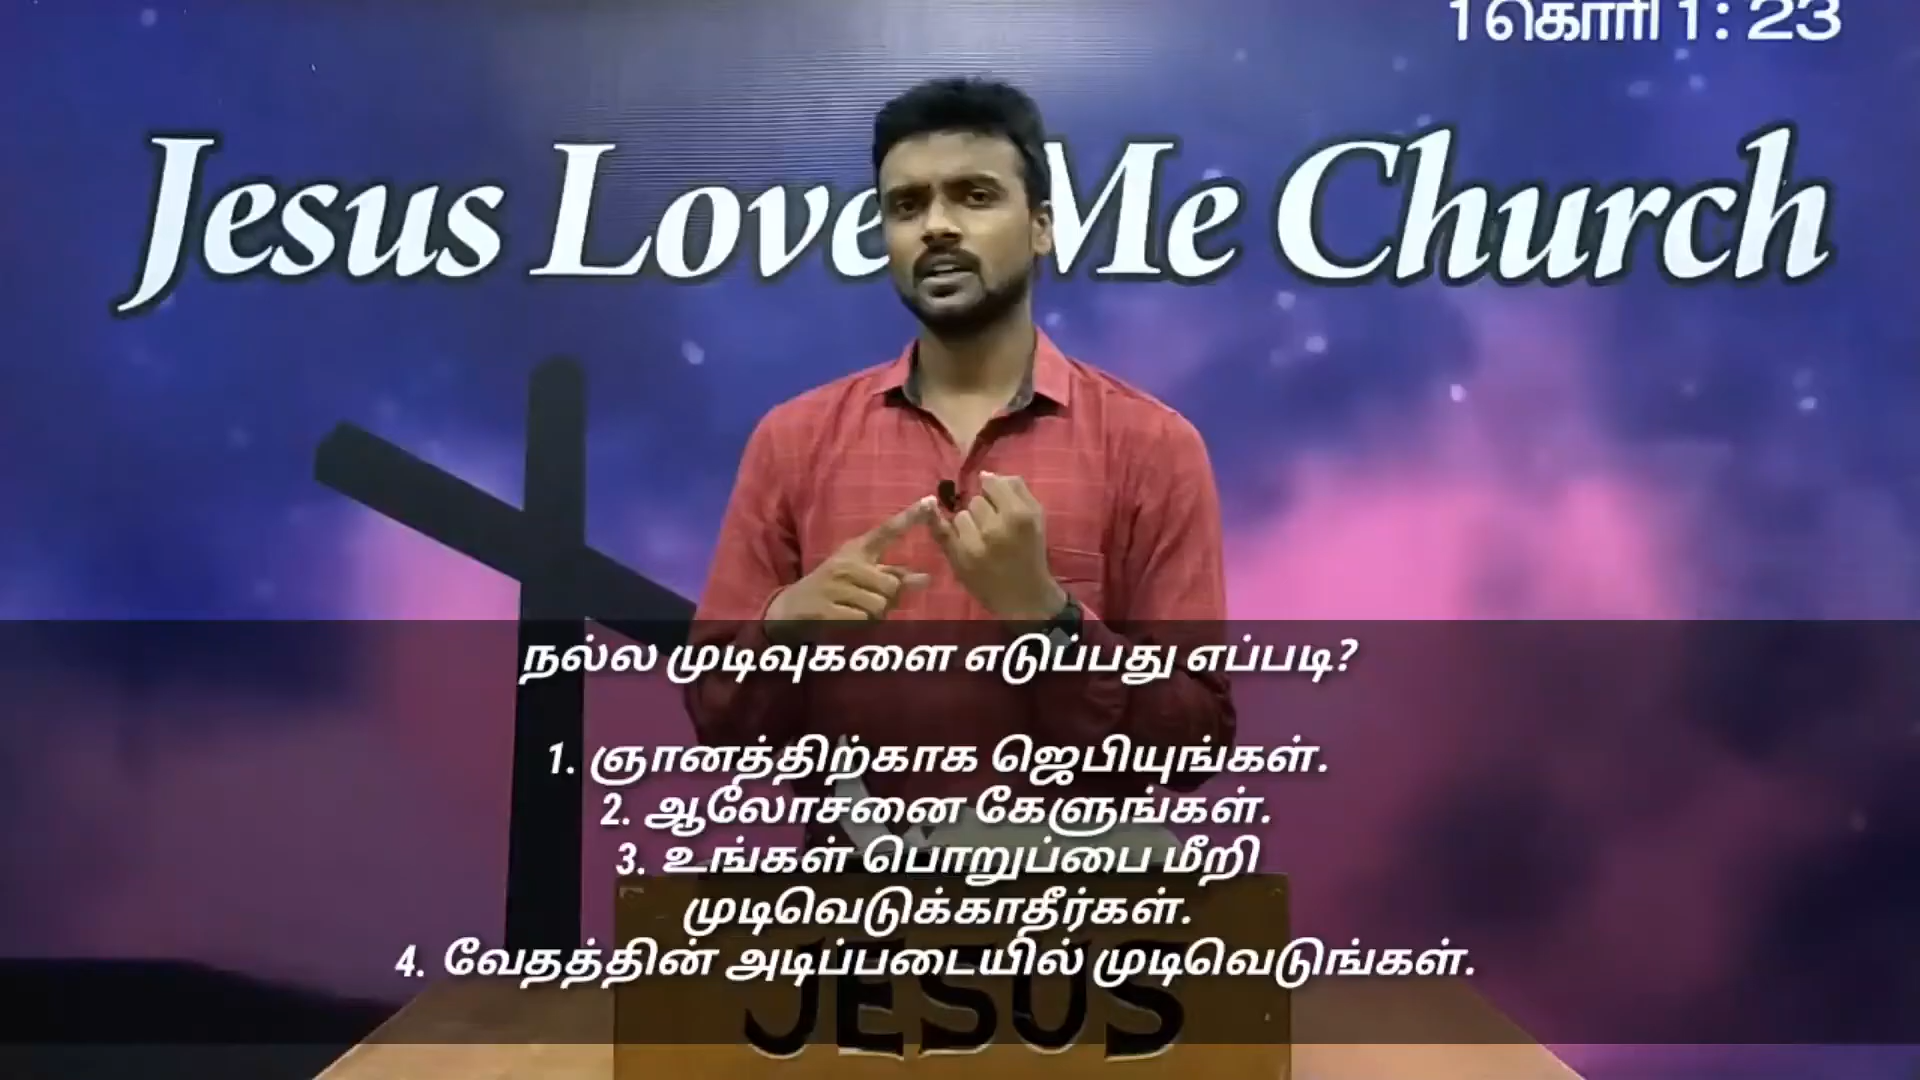 1 கொரி 1: 23
Jesus Love Me Church
நல்ல முடிவுகளை எடுப்பது எப்படி?
1. ஞானத்திற்காக ஜெபியுங்கள்.
2. ஆலோசனை கேளுங்கள்.
3. உங்கள் பொறுப்பை மீறி
முடிவெடுக்காதீர்கள்.
4. வேதத்தின் அடிப்படையில் முடிவெடுங்கள்.
JESUS